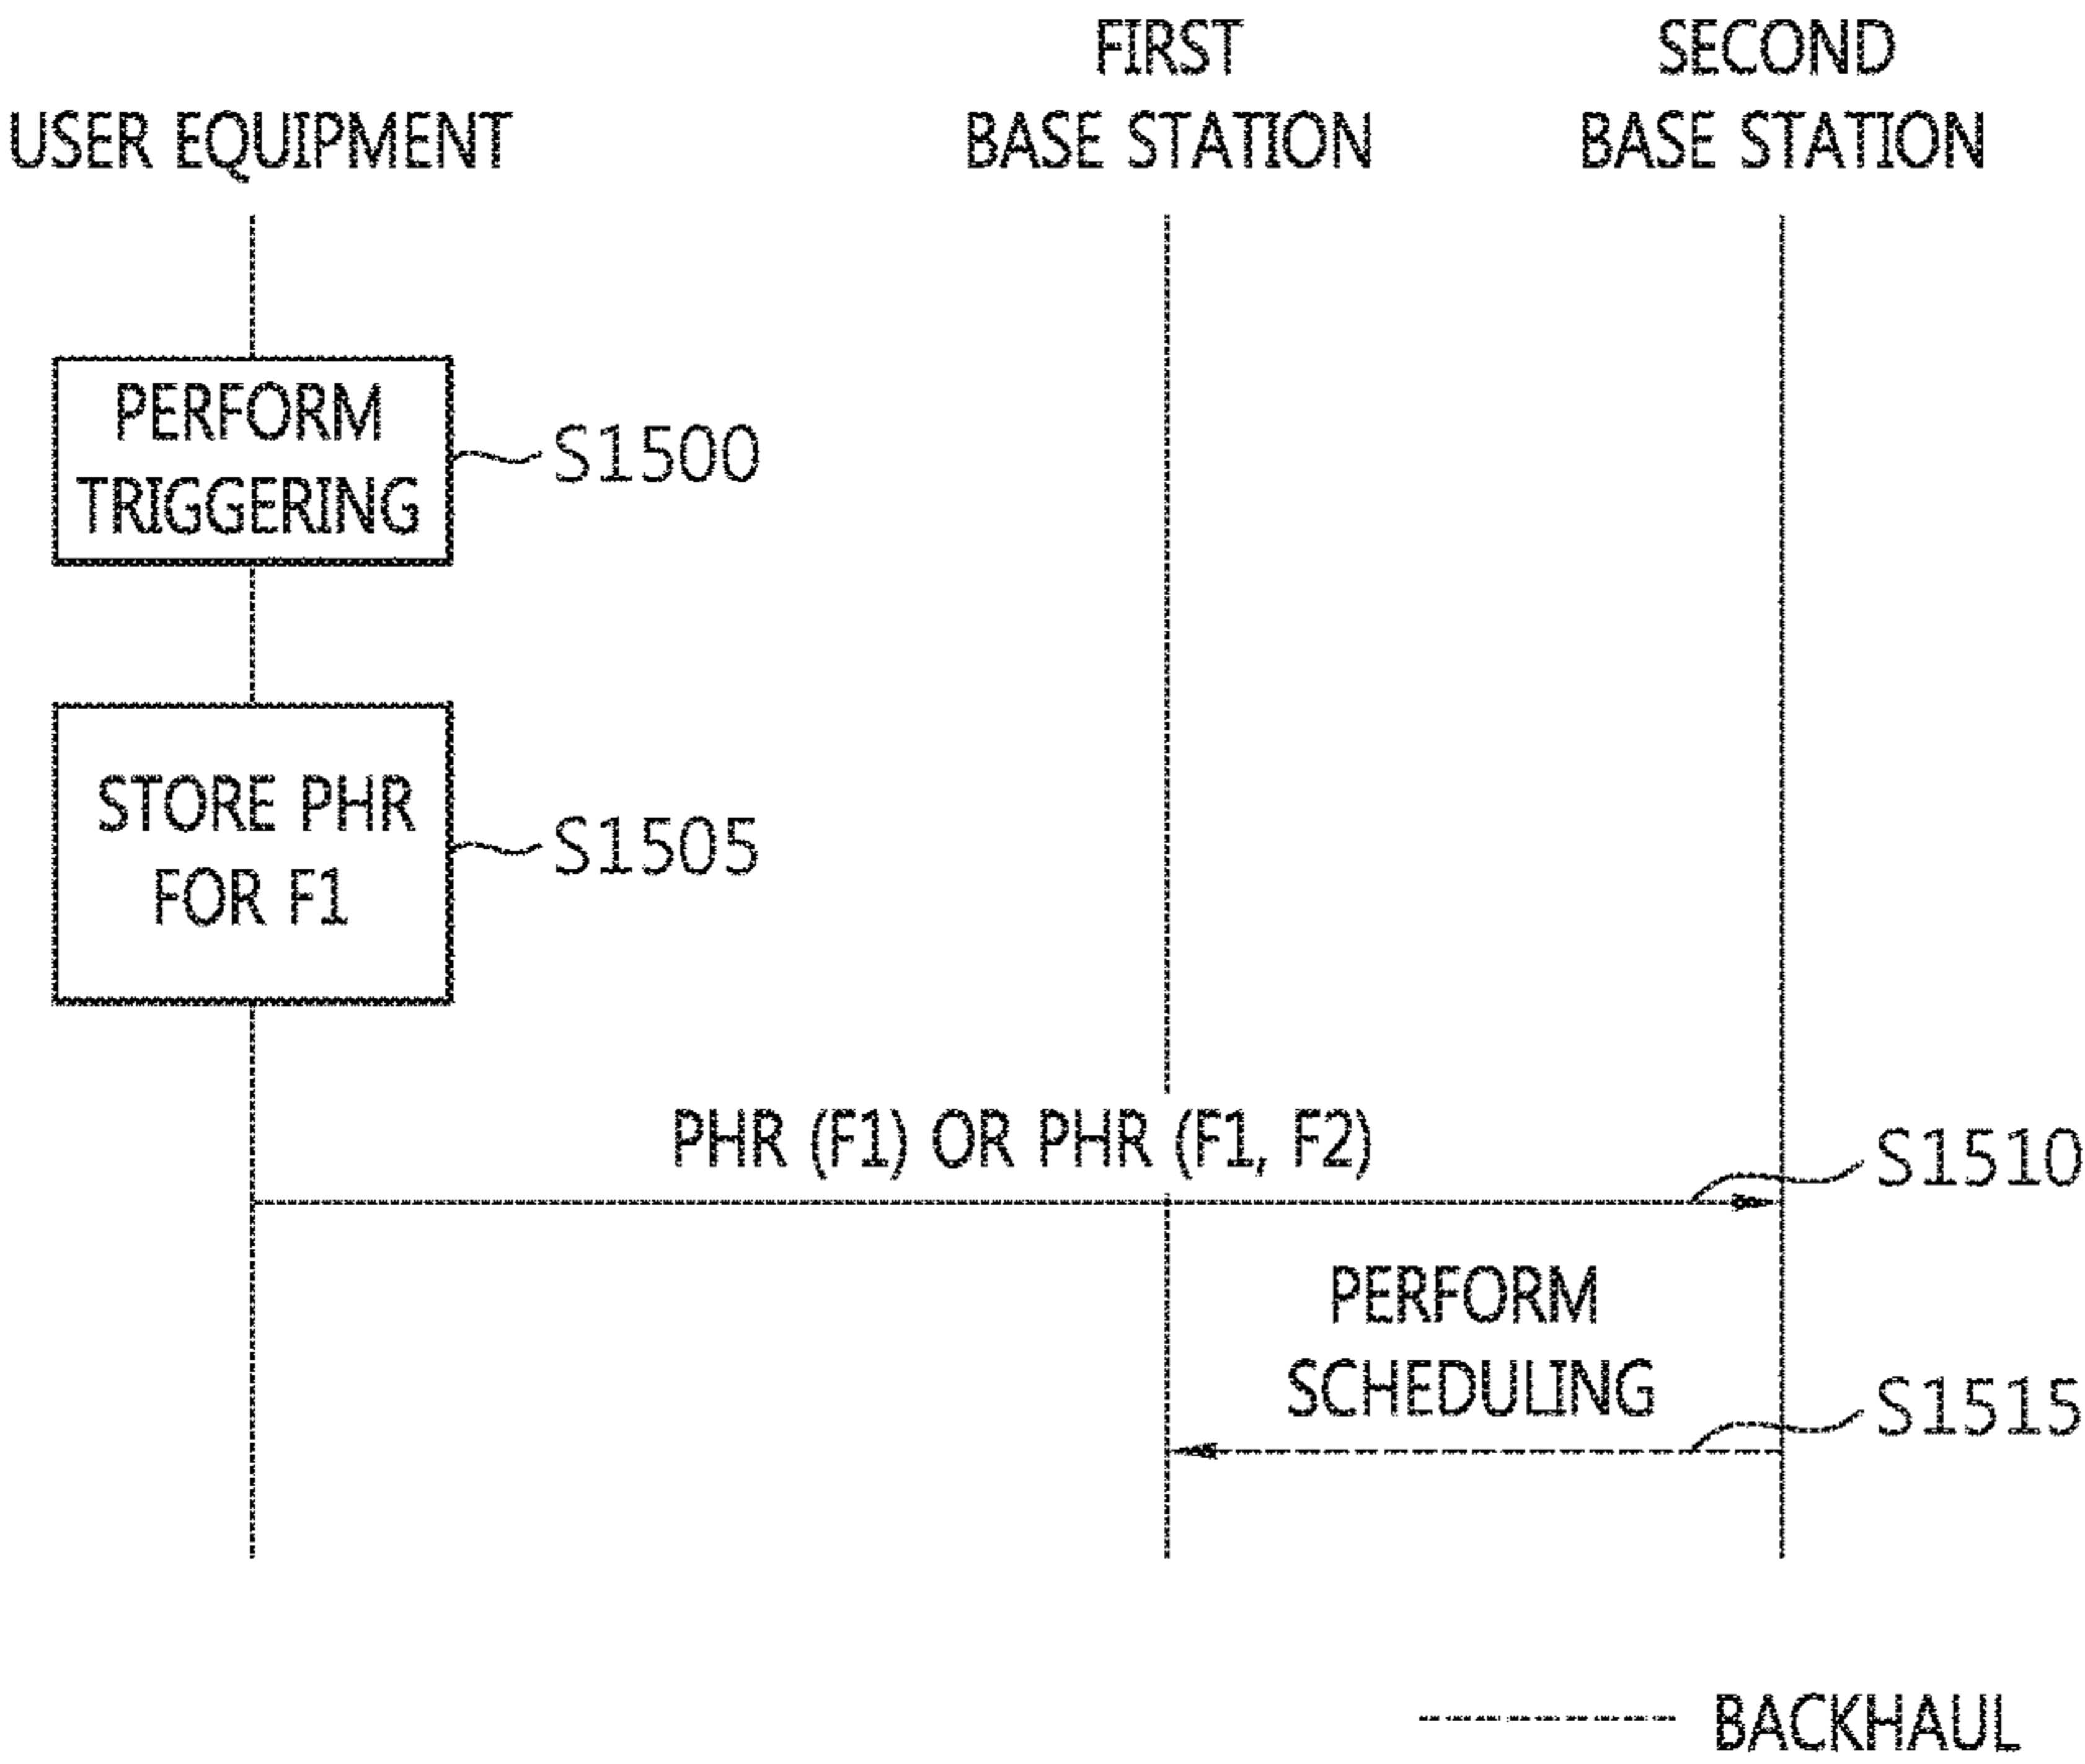 USER EQUIPMENT
FIRST
BASE STATION
SECOND
BASE STATION
PERFORM
TRIGGERING
S1500
STORE PHR
FOR F1
S1505
PHR (F1) OR PHR (F1, F2)
S1510
PERFORM
SCHEDULING
S1515
BACKHAUL